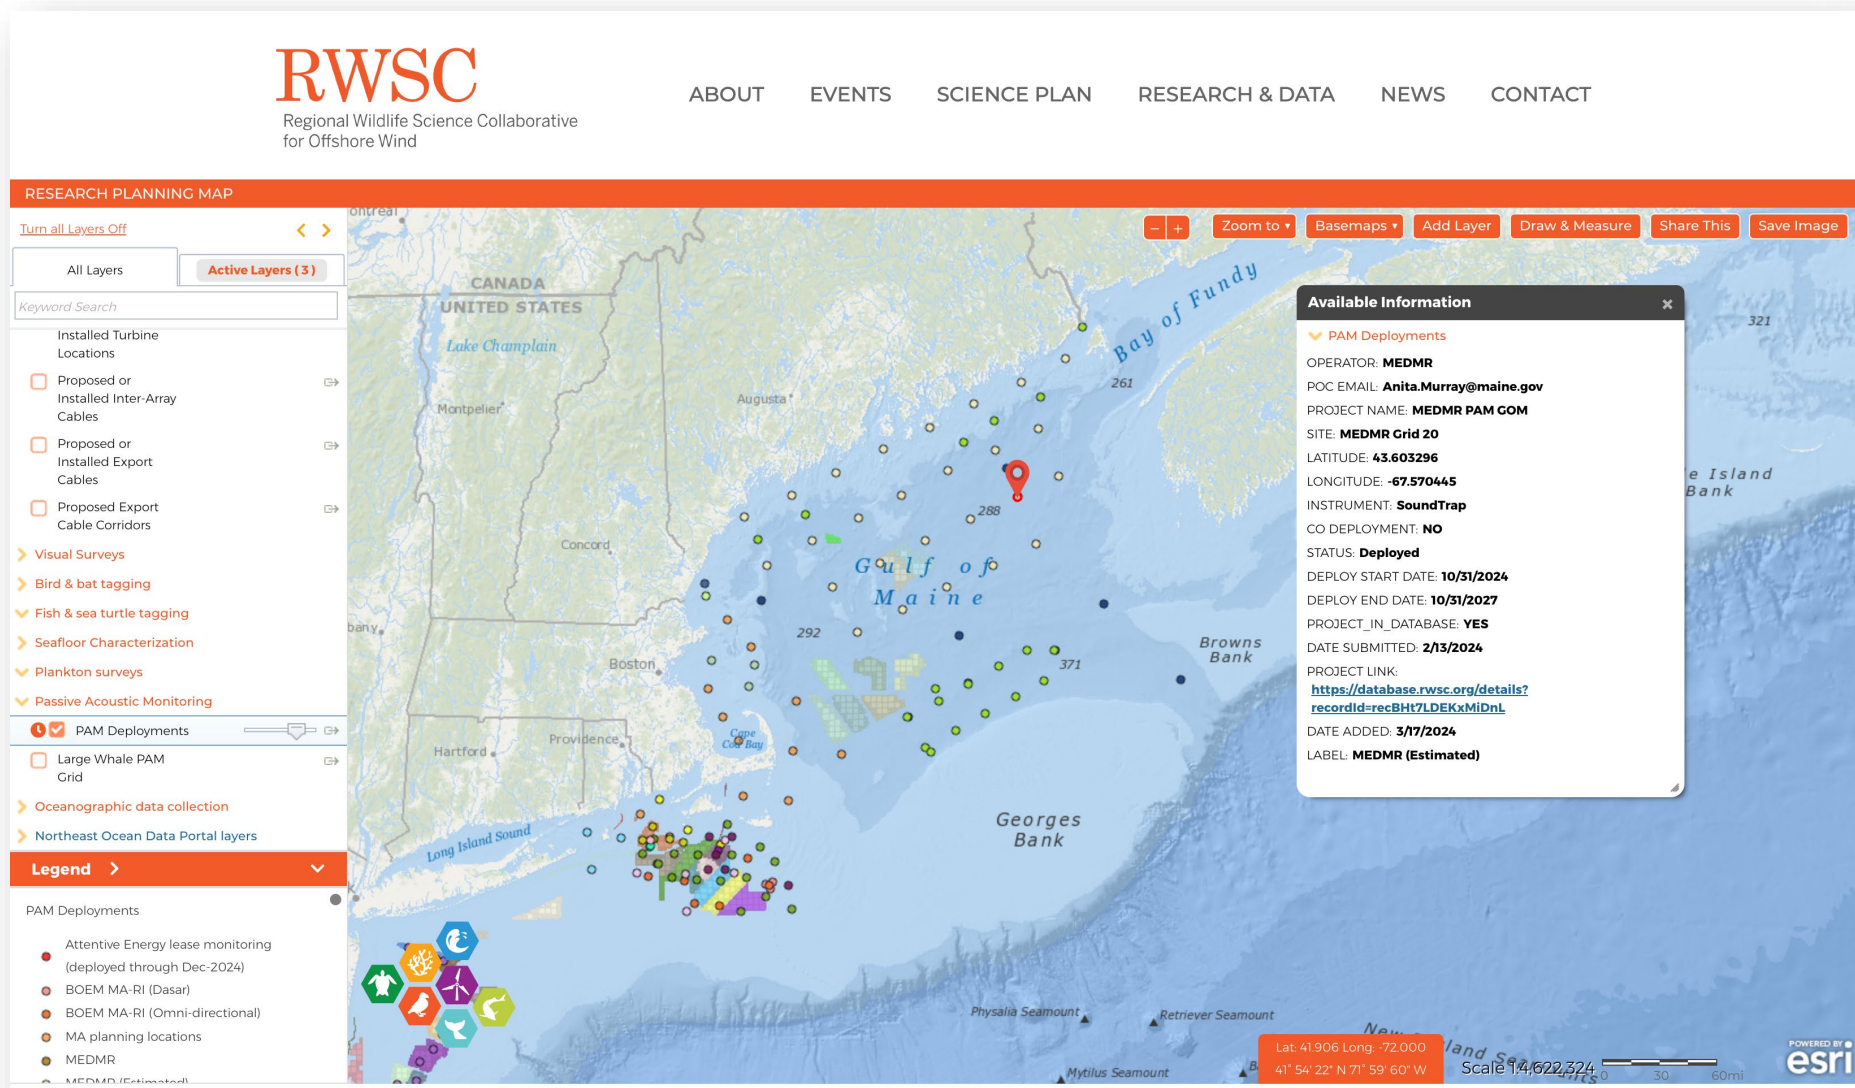 RWSC
Regional Wildlife Science Collaborative
for Offshore Wind
ABOUT
EVENTS
SCIENCE PLAN
RESEARCH & DATA
NEWS
CONTACT
RESEARCH PLANNING MAP
Turn all Layers Off
All Layers
Active Layers ( 3 )
Keyword Search
Installed Turbine
Locations
Proposed or
Installed Inter-Array
Cables
Proposed or
Installed Export
Cables
Proposed Export
Cable Corridors
Visual Surveys
Bird & bat tagging
Fish & sea turtle tagging
Seafloor Characterization
Plankton surveys
Passive Acoustic Monitoring
PAM Deployments
Large Whale PAM
Grid
Oceanographic data collection
Northeast Ocean Data Portal layers
Legend
PAM Deployments
Attentive Energy lease monitoring
(deployed through Dec-2024)
BOEM MA-RI (Dasar)
BOEM MA-RI (Omni-directional)
MA planning locations
MEDMR
MEDMR (Estimated)
−
+
Zoom to
Basemaps
Add Layer
Draw & Measure
Share This
Save Image
ontreal
CANADA
UNITED STATES
Lake Champlain
Montpelier
Augusta
Bay of Fundy
261
321
e Island
Bank
288
Concord
Gulf of
Maine
bany
292
Boston
371
Browns
Bank
Cape
Cod Bay
Providence
Hartford
Long Island Sound
Georges
Bank
Physalia Seamount
Retriever Seamount
Mytilus Seamount
Available Information
×
PAM Deployments
OPERATOR: MEDMR
POC EMAIL: Anita.Murray@maine.gov
PROJECT NAME: MEDMR PAM GOM
SITE: MEDMR Grid 20
LATITUDE: 43.603296
LONGITUDE: -67.570445
INSTRUMENT: SoundTrap
CO DEPLOYMENT: NO
STATUS: Deployed
DEPLOY START DATE: 10/31/2024
DEPLOY END DATE: 10/31/2027
PROJECT_IN_DATABASE: YES
DATE SUBMITTED: 2/13/2024
PROJECT LINK:
https://database.rwsc.org/details?
recordId=recBHt7LDEKxMiDnL
DATE ADDED: 3/17/2024
LABEL: MEDMR (Estimated)
Lat: 41.906 Long: -72.000
41° 54' 22" N 71° 59' 60" W
Scale 1:4,622,324
0 30 60mi
POWERED BY
esri